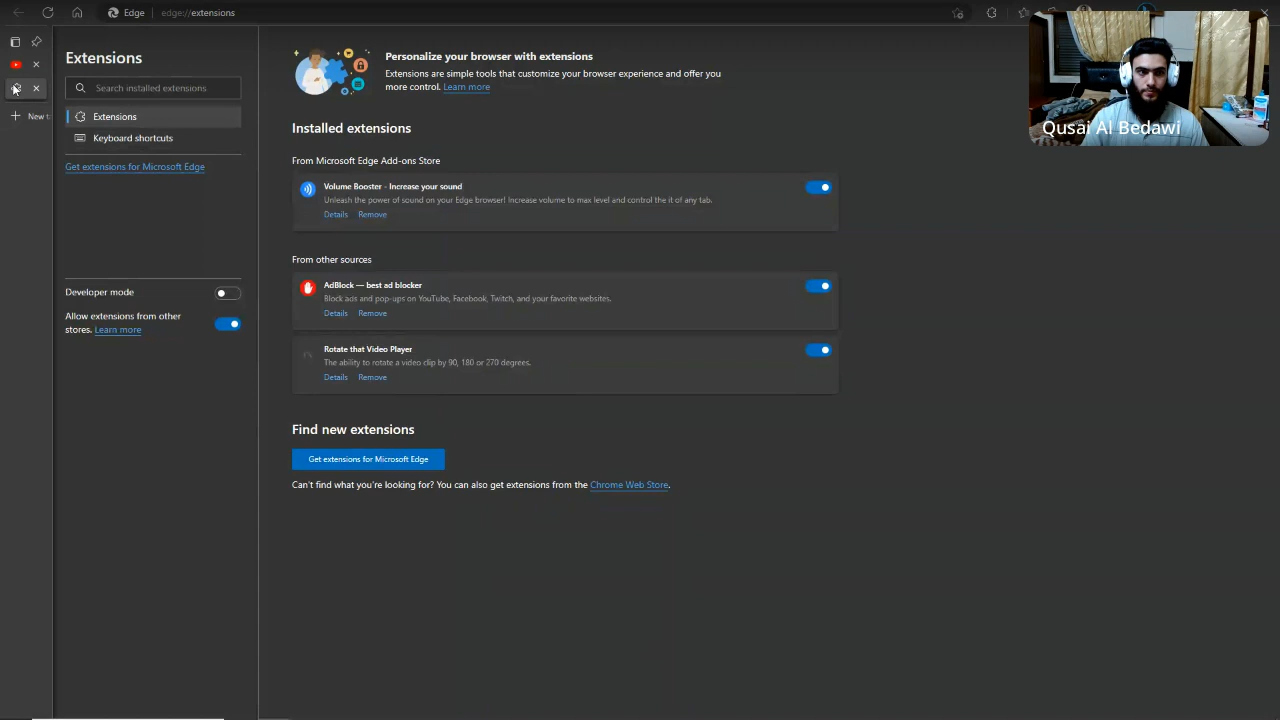 Edge
edge://extensions
Extensions
Search installed extensions
Extensions
Keyboard shortcuts
Get extensions for Microsoft Edge
Developer mode
Allow extensions from other
stores. Learn more
New t
Personalize your browser with extensions
Extensions are simple tools that customize your browser experience and offer you
more control. Learn more
Installed extensions
From Microsoft Edge Add-ons Store
Volume Booster - Increase your sound
Unleash the power of sound on your Edge browser! Increase volume to max level and control the it of any tab.
Details Remove
From other sources
AdBlock — best ad blocker
Block ads and pop-ups on YouTube, Facebook, Twitch, and your favorite websites.
Details Remove
Rotate that Video Player
The ability to rotate a video clip by 90, 180 or 270 degrees.
Details Remove
Find new extensions
Get extensions for Microsoft Edge
Can't find what you're looking for? You can also get extensions from the Chrome Web Store.
Qusai Al Bedawi